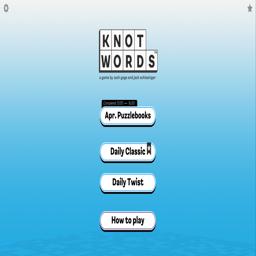 KNOT
WORDS
a game by zach gage and jack schlesinger
Apr. Puzzlebooks
Daily Classic
Daily Twist
How to play